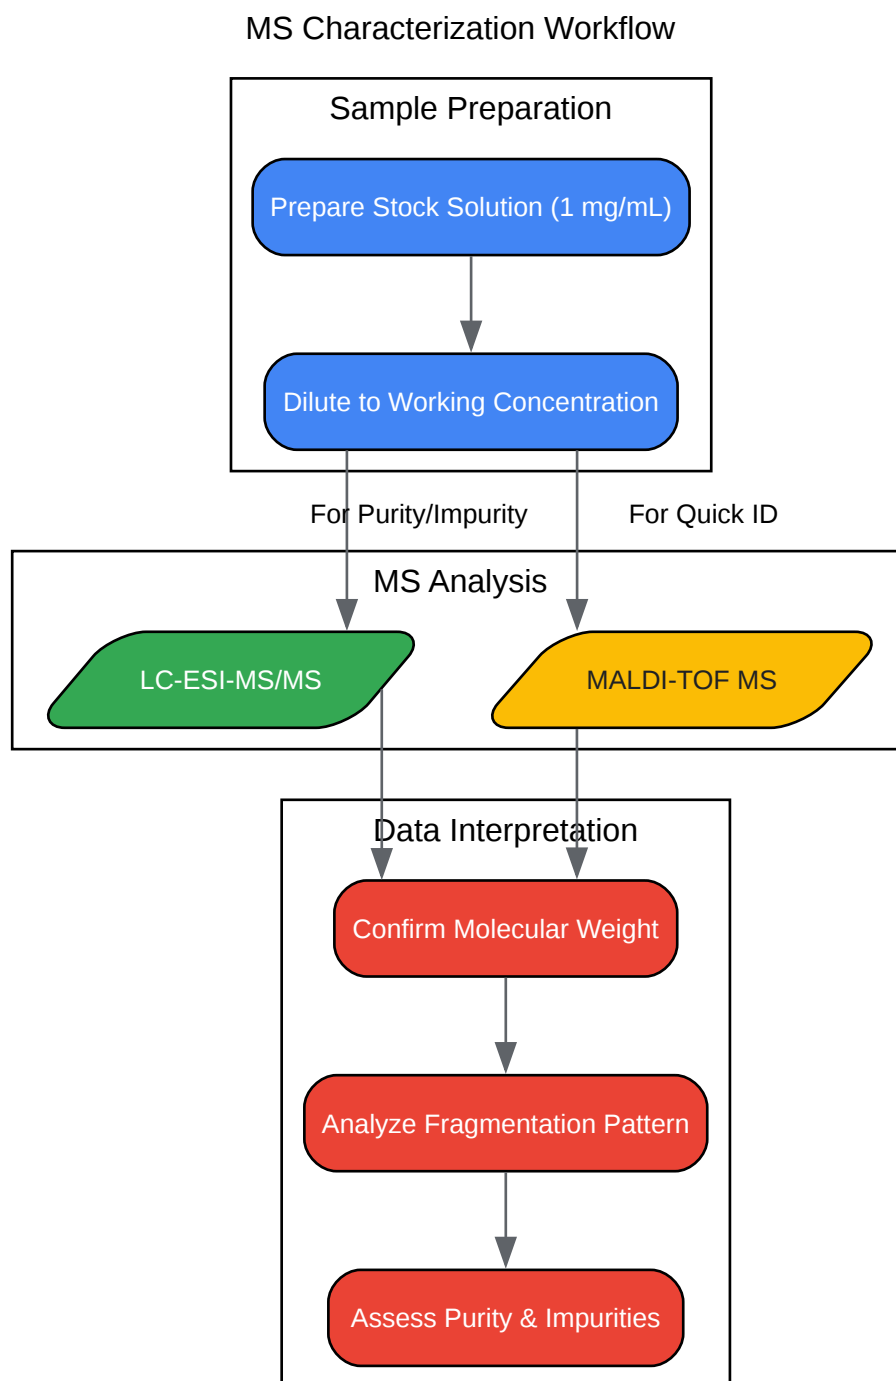 MS Characterization Workflow
Sample Preparation
Prepare Stock Solution (1 mg/mL)
Dilute to Working Concentration
For Purity/Impurity
For Quick ID
MS Analysis
LC-ESI-MS/MS
MALDI-TOF MS
Data Interpretation
Confirm Molecular Weight
Analyze Fragmentation Pattern
Assess Purity & Impurities